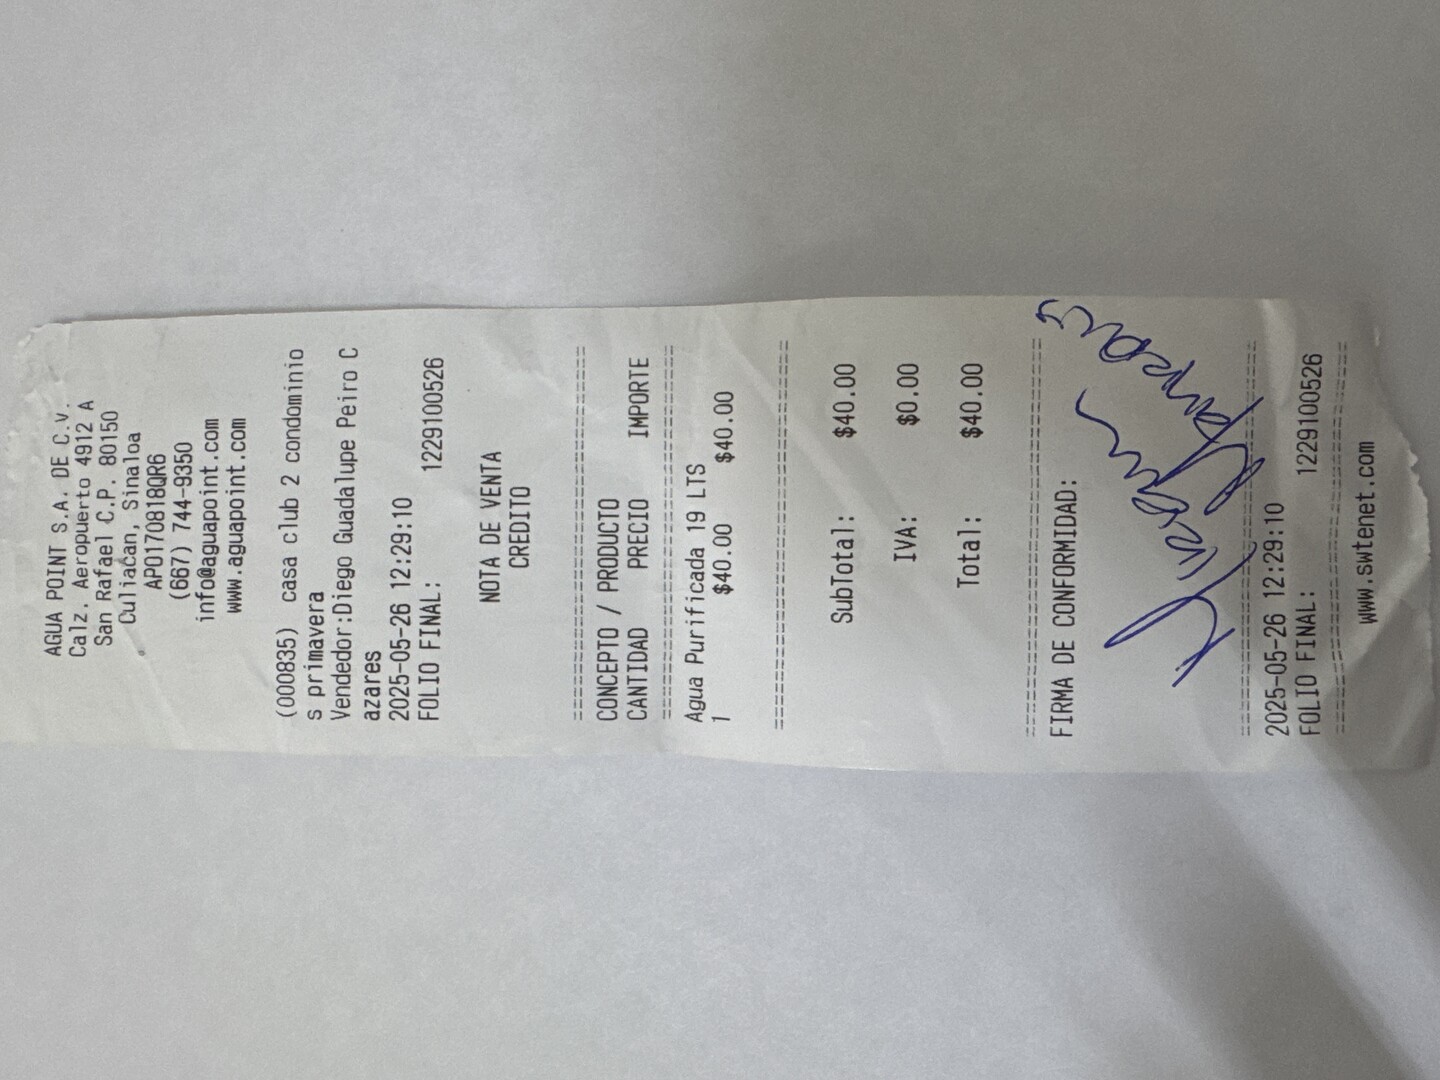 AGUA POINT S.A. DE C.V.
Calz. Aeropuerto 4912 A
San Rafael C.P. 80150
Culiacan, Sinaloa
APO170818QR6
(667) 744-9350
info@aguapoint.com
www.aguapoint.com
(000835) casa club 2 condominio
s primavera
Vendedor:Diego Guadalupe Peiro C
azares
2025-05-26 12:29:10
FOLIO FINAL: 1229100526
NOTA DE VENTA
CREDITO
CONCEPTO / PRODUCTO
CANTIDAD PRECIO IMPORTE
Agua Purificada 19 LTS
1 $40.00 $40.00
SubTotal: $40.00
IVA: $0.00
Total: $40.00
FIRMA DE CONFORMIDAD:
2025-05-26 12:29:10
FOLIO FINAL: 1229100526
www.swtenet.com